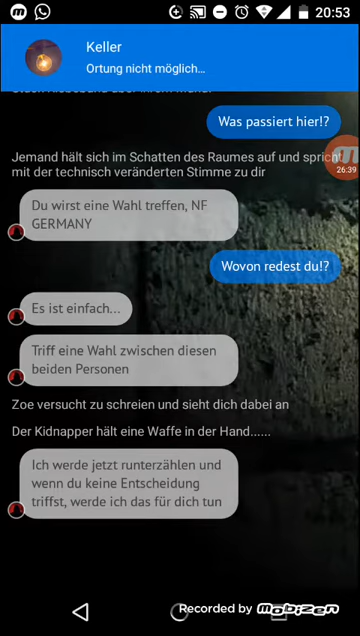 20:53
Keller
Ortung nicht möglich...
Was passiert hier!?
Jemand hält sich im Schatten des Raumes auf und spricht
mit der technisch veränderten Stimme zu dir
26:39
Du wirst eine Wahl treffen, NF
GERMANY
Wovon redest du!?
Es ist einfach...
Triff eine Wahl zwischen diesen
beiden Personen
Zoe versucht zu schreien und sieht dich dabei an
Der Kidnapper hält eine Waffe in der Hand......
Ich werde jetzt runterzählen und
wenn du keine Entscheidung
triffst, werde ich das für dich tun
Recorded by mobizen